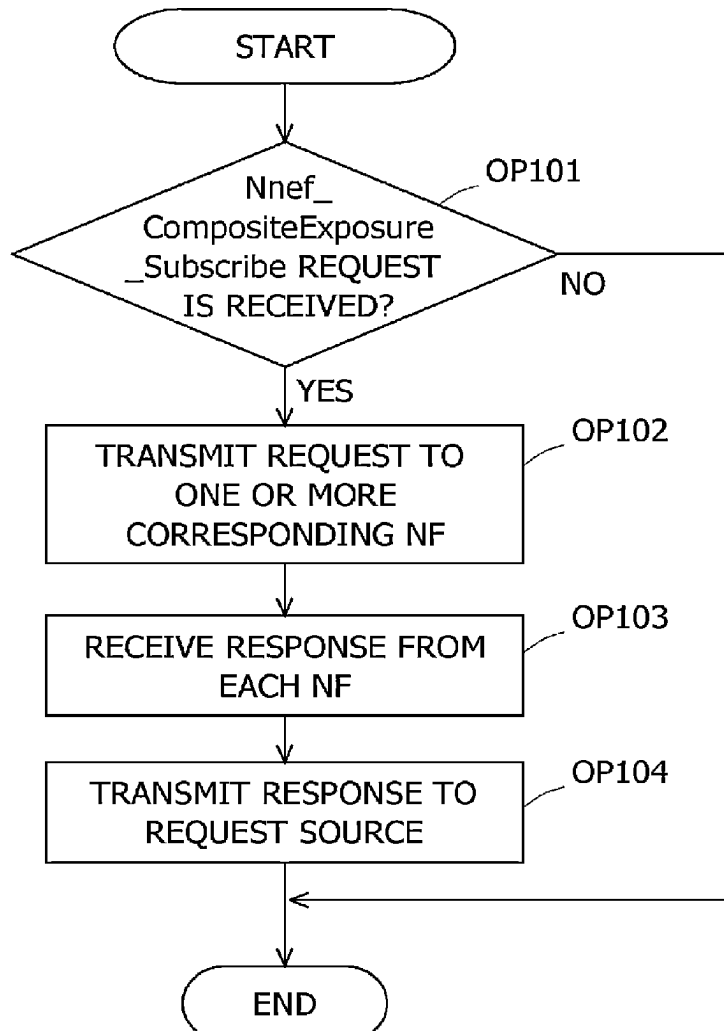 START
OP101
Nnef_
CompositeExposure
_Subscribe REQUEST
IS RECEIVED?
NO
YES
OP102
TRANSMIT REQUEST TO
ONE OR MORE
CORRESPONDING NF
OP103
RECEIVE RESPONSE FROM
EACH NF
OP104
TRANSMIT RESPONSE TO
REQUEST SOURCE
END